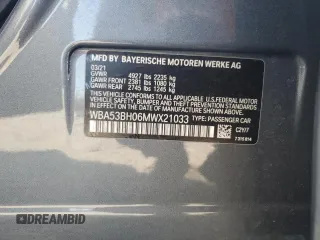 MFD BY BAYERISCHE MOTOREN WERKE AG
03/21
GVWR 4927 lbs 2235 kg
GAWR FRONT 2381 lbs 1080 kg
GAWR REAR 2745 lbs 1245 kg
THIS VEHICLE CONFORMS TO ALL APPLICABLE U.S. FEDERAL MOTOR
VEHICLE SAFETY, BUMPER, AND THEFT PREVENTION STANDARDS IN
EFFECT ON THE DATE OF MANUFACTURE SHOWN ABOVE.
WBA53BH06MWX21033 TYPE: PASSENGER CAR
C2Y7
DREAMBID